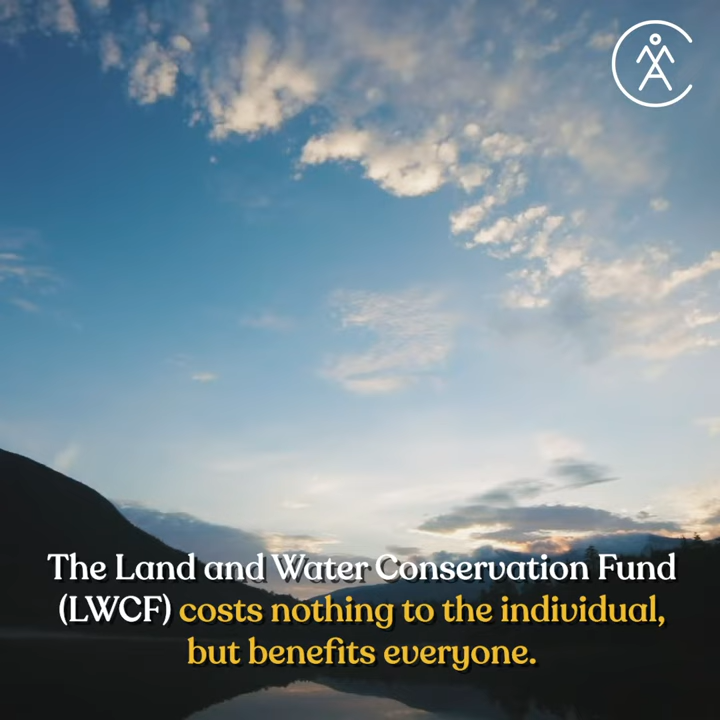 The Land and Water Conservation Fund
(LWCF) costs nothing to the individual,
but benefits everyone.